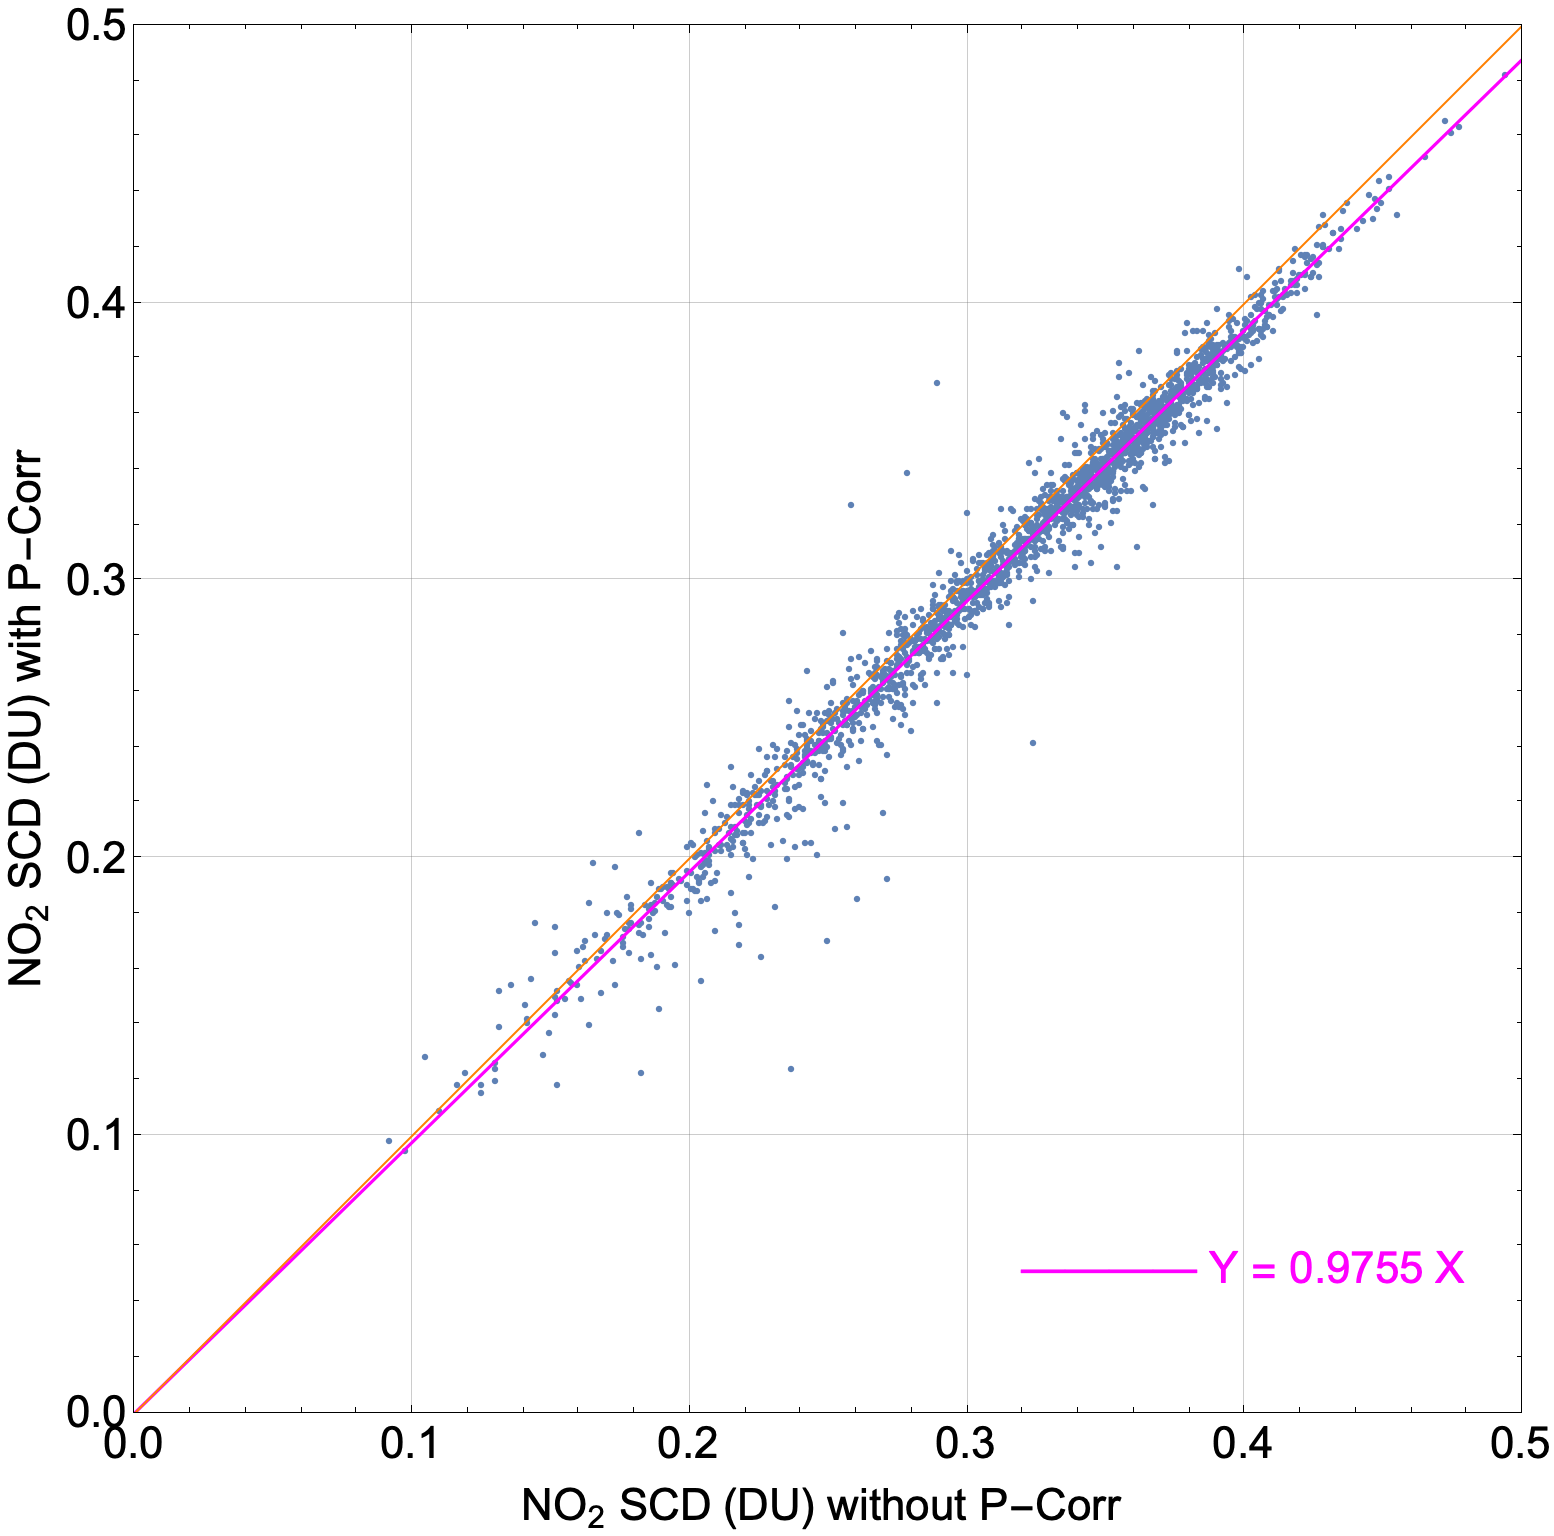 0.5
0.4
0.3
0.2
0.1
0.0
NO₂ SCD (DU) with P−Corr
Y = 0.9755 X
0.0 0.1 0.2 0.3 0.4 0.5
NO₂ SCD (DU) without P−Corr